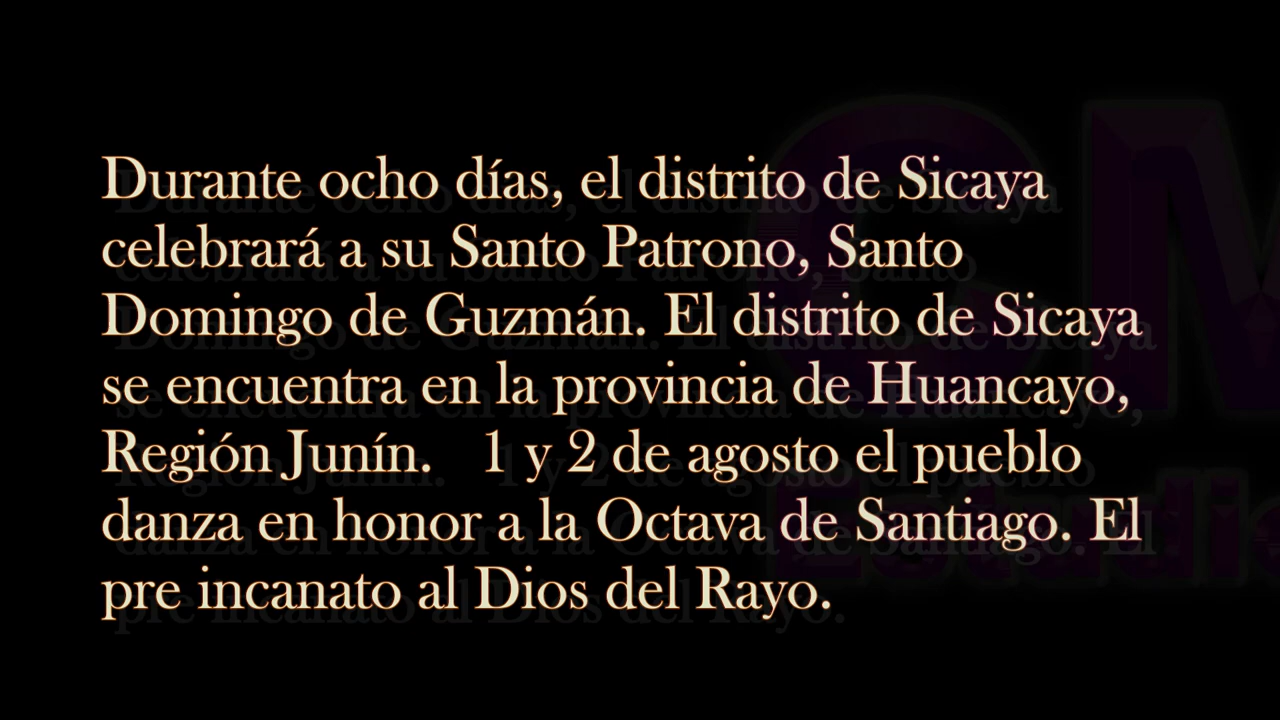 Durante ocho días, el distrito de Sicaya
celebrará a su Santo Patrono, Santo
Domingo de Guzmán. El distrito de Sicaya
se encuentra en la provincia de Huancayo,
Región Junín. 1 y 2 de agosto el pueblo
danza en honor a la Octava de Santiago. El
pre incanato al Dios del Rayo.